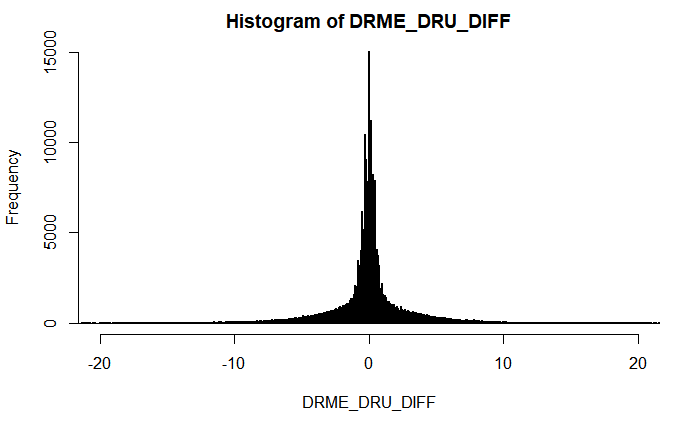 Histogram of DRME_DRU_DIFF
Frequency
15000
10000
5000
0
-20 -10 0 10 20
DRME_DRU_DIFF